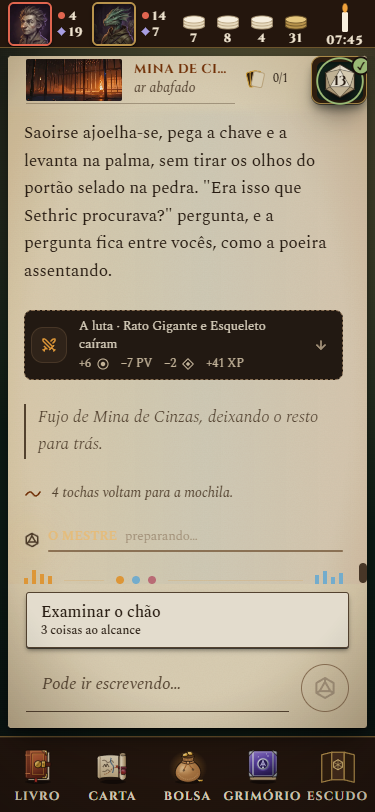 4
19
14
7
7
8
4
31
07:45
MINA DE CI...
ar abafado
0/1
13
Saoirse ajoelha-se, pega a chave e a
levanta na palma, sem tirar os olhos do
portão selado na pedra. "Era isso que
Sethric procurava?" pergunta, e a
pergunta fica entre vocês, como a poeira
assentando.
A luta · Rato Gigante e Esqueleto
caíram
+6 −7 PV −2 +41 XP
Fujo de Mina de Cinzas, deixando o resto
para trás.
4 tochas voltam para a mochila.
O MESTRE preparando...
Examinar o chão
3 coisas ao alcance
Pode ir escrevendo...
LIVRO CARTA BOLSA GRIMÓRIO ESCUDO